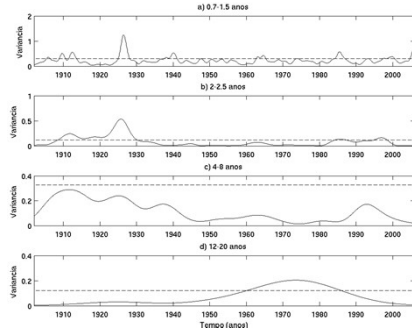 a) 0.7-1.5 anos
Variancia
2
1
0
1910 1920 1930 1940 1950 1960 1970 1980 1990 2000
b) 2-2.5 anos
Variancia
1
0.5
0
1910 1920 1930 1940 1950 1960 1970 1980 1990 2000
c) 4-8 anos
Variancia
0.4
0.2
0
1910 1920 1930 1940 1950 1960 1970 1980 1990 2000
d) 12-20 anos
Variancia
0.4
0.2
0
1910 1920 1930 1940 1950 1960 1970 1980 1990 2000
Tempo (anos)